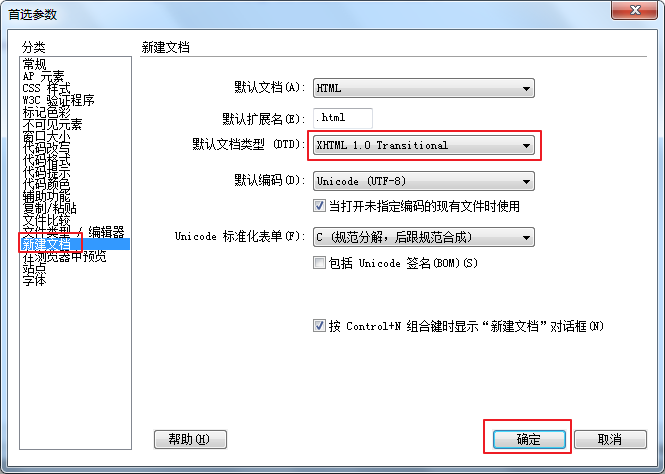 首选参数
分类
常规
AP 元素
CSS 样式
W3C 验证程序
标记色彩
不可见元素
窗口大小
代码改写
代码格式
代码提示
代码颜色
辅助功能
复制/粘贴
文件比较
文件类型 / 编辑器
新建文档
在浏览器中预览
站点
字体
新建文档
默认文档(A): HTML
默认扩展名(E): .html
默认文档类型 (DTD): XHTML 1.0 Transitional
默认编码(D): Unicode (UTF-8)
当打开未指定编码的现有文件时使用
Unicode 标准化表单(F): C (规范分解，后跟规范合成)
包括 Unicode 签名(BOM)(S)
按 Control+N 组合键时显示“新建文档”对话框(N)
帮助(H)
确定
取消